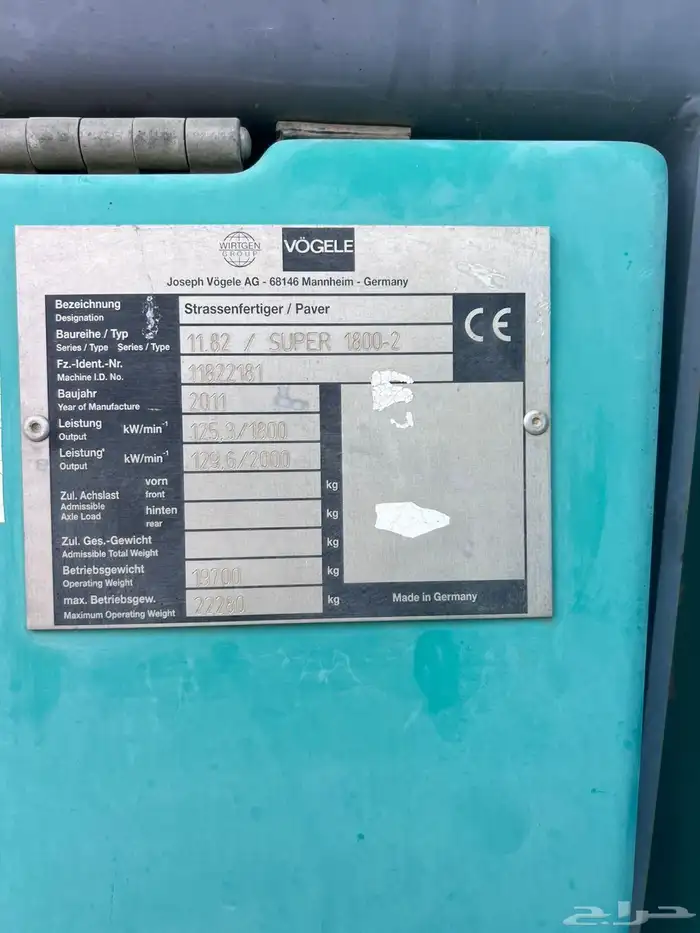 WIRTGEN
GROUP
VÖGELE
Joseph Vögele AG - 68146 Mannheim - Germany
Bezeichnung
Designation
Strassenfertiger / Paver
CE
Baureihe / Typ
Series / Type Series / Type
11.82 / SUPER 1800-2
Fz.-Ident.-Nr.
Machine I.D. No.
11822181
Baujahr
Year of Manufacture
2011
Leistung
Output
kW/min⁻¹
125.9/1800
Leistung
Output
kW/min⁻¹
129.6/2000
Zul. Achslast
Admissible
Axle Load
vorn
front
kg
hinten
rear
kg
Zul. Ges.-Gewicht
Admissible Total Weight
kg
Betriebsgewicht
Operating Weight
19700
kg
max. Betriebsgew.
Maximum Operating Weight
22280
kg
Made in Germany
حراج